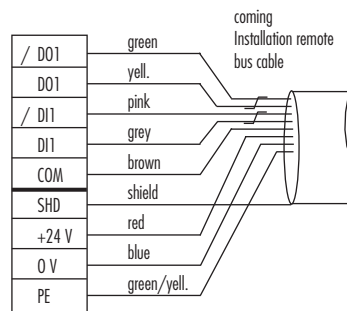 coming
Installation remote
bus cable
/ DO1 green
DO1 yell.
/ DI1 pink
DI1 grey
COM brown
SHD shield
+24 V red
0 V blue
PE green/yell.